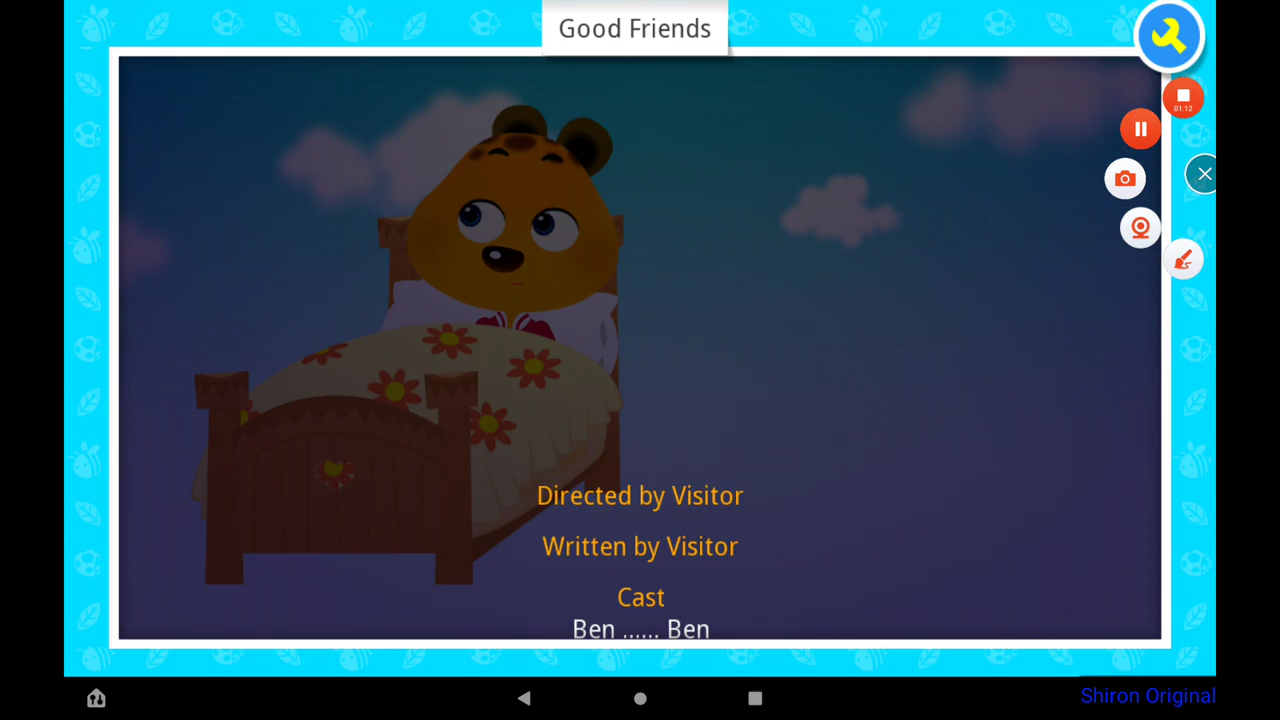 Good Friends
01:12
Directed by Visitor
Written by Visitor
Cast
Ben ...... Ben
Shiron Original